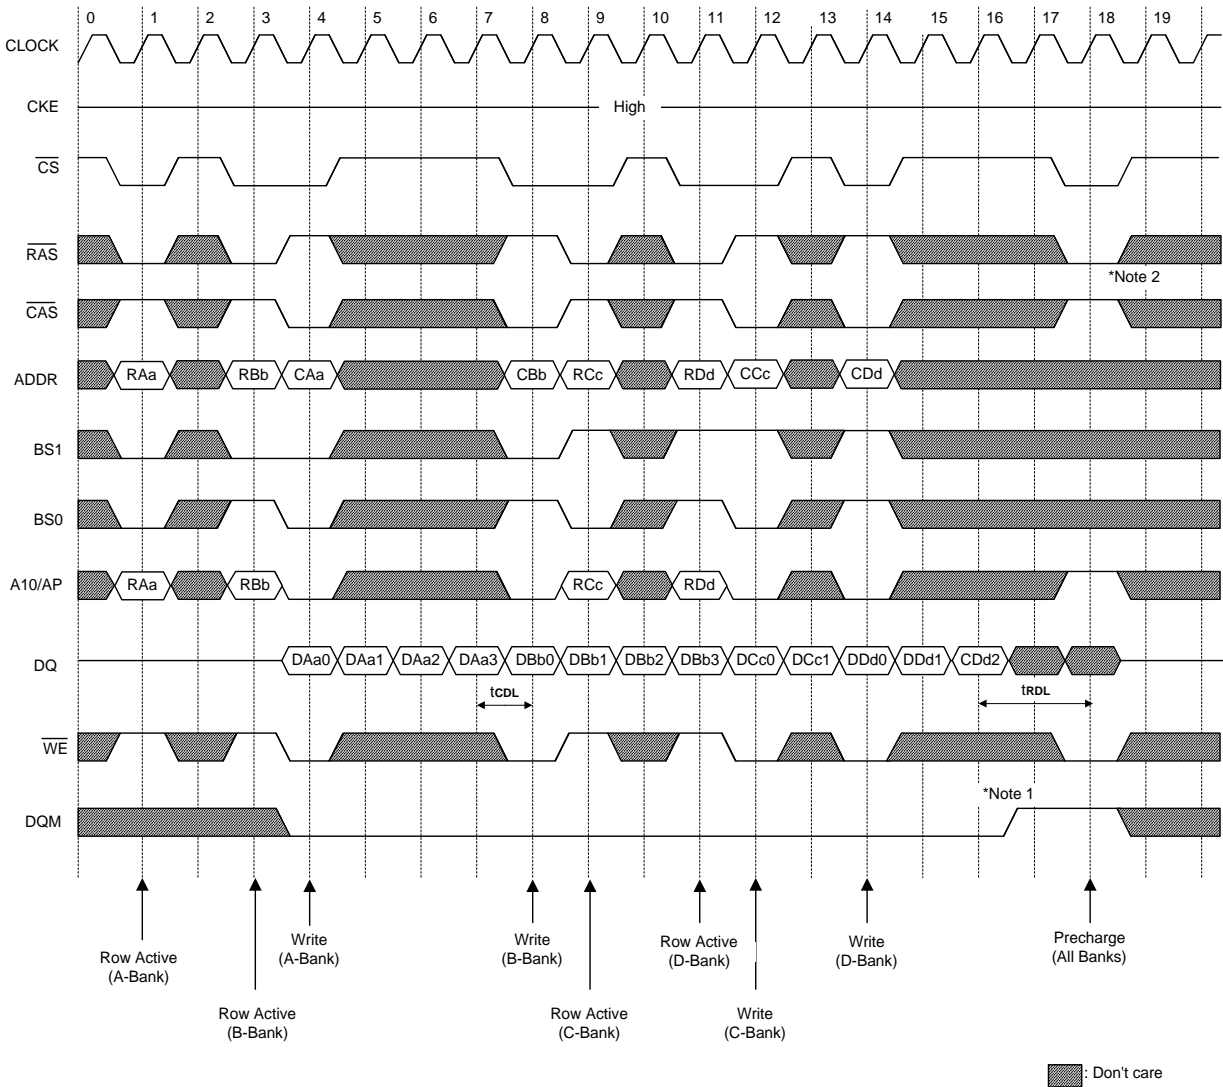 0 1 2 3 4 5 6 7 8 9 10 11 12 13 14 15 16 17 18 19
CLOCK
CKE High
CS
RAS
*Note 2
CAS
ADDR RAa RBb CAa CBb RCc RDd CCc CDd
BS1
BS0
A10/AP RAa RBb RCc RDd
DQ DAa0 DAa1 DAa2 DAa3 DBb0 DBb1 DBb2 DBb3 DCc0 DCc1 DDd0 DDd1 CDd2
tCDL tRDL
WE
*Note 1
DQM
Row Active
(A-Bank)
Row Active
(B-Bank)
Write
(A-Bank)
Write
(B-Bank)
Row Active
(C-Bank)
Row Active
(D-Bank)
Write
(C-Bank)
Write
(D-Bank)
Precharge
(All Banks)
: Don't care